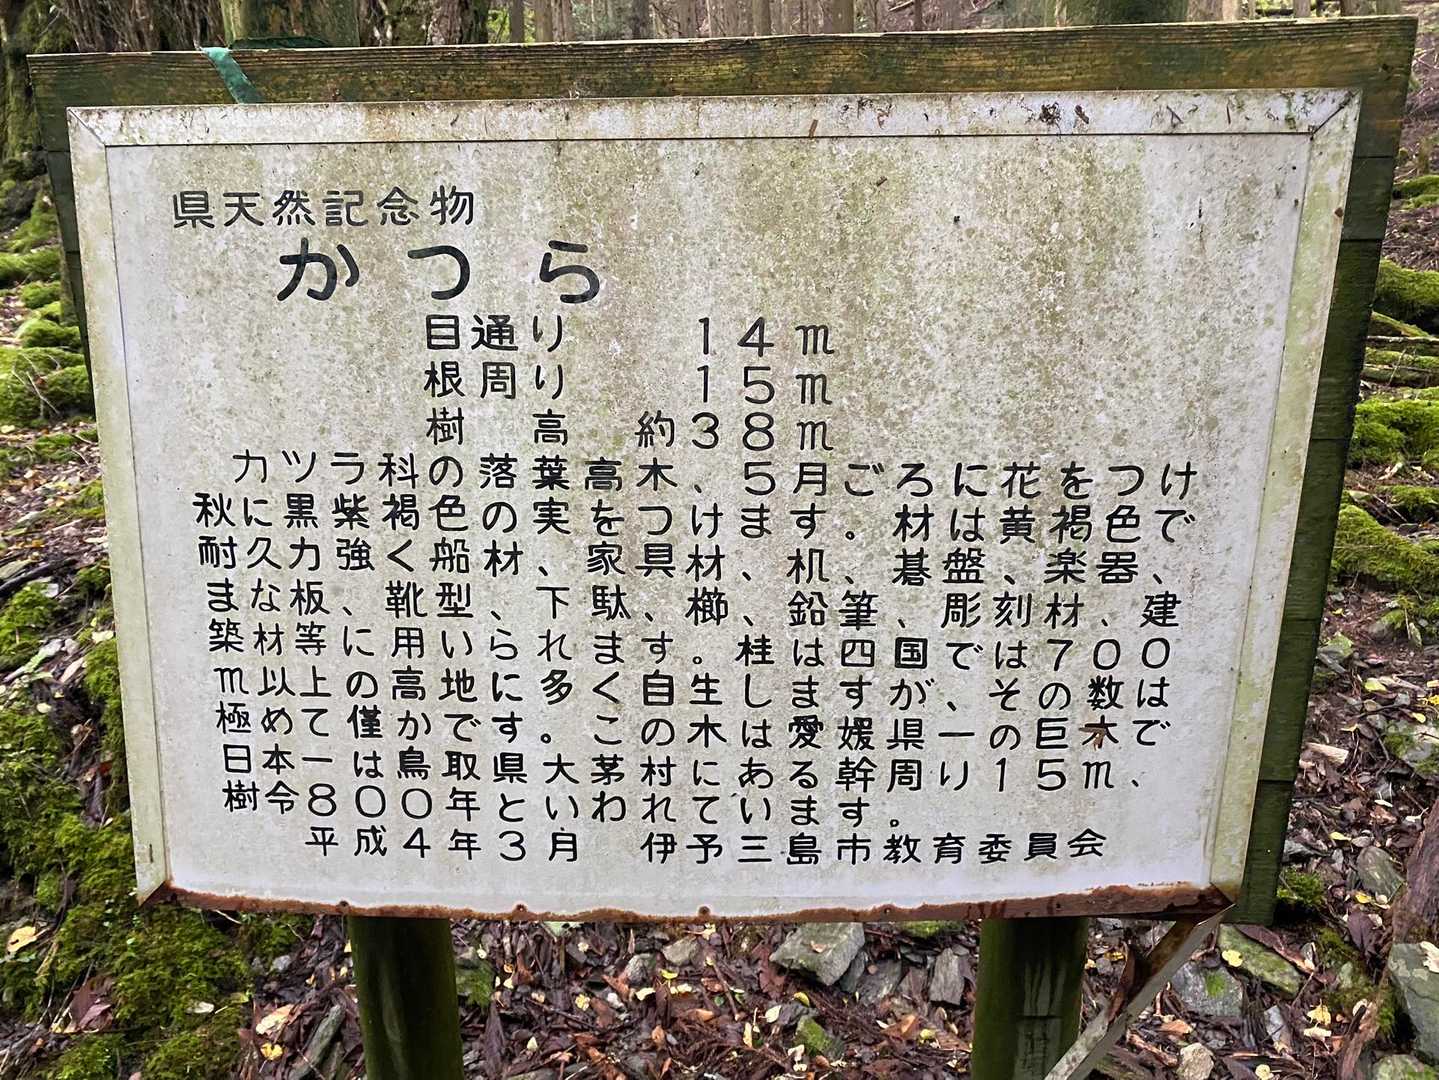 県天然記念物
かつら
目通り 14m
根周り 15m
樹 高 約38m
カツラ科の落葉高木、5月ごろに花をつけ
秋に黒紫褐色の実をつけます。材は黄褐色で
耐久力強く船材、家具材、机、碁盤、楽器、
まな板、靴型、下駄、櫛、鉛筆、彫刻材、建
築材等に用いられます。桂は四国では700
m以上の高地に多く自生しますが、その数は
極めて僅かです。この木は愛媛県一の巨木で
日本一は鳥取県大茅村にある幹周り15m、
樹令800年といわれています。
平成4年3月 伊予三島市教育委員会